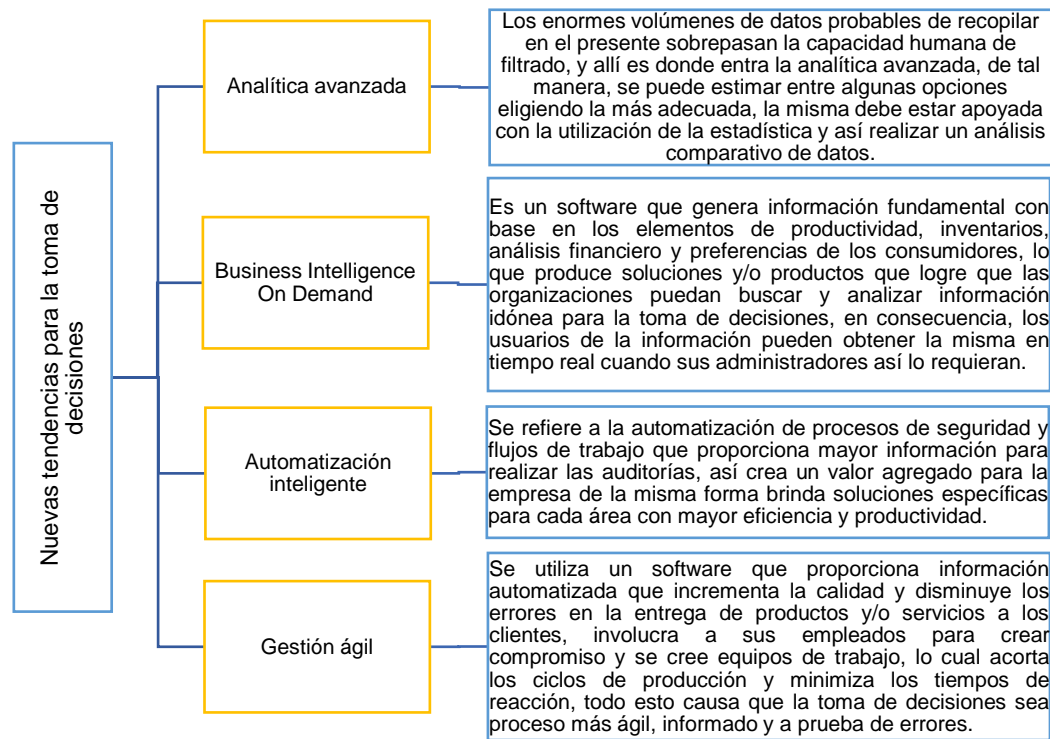 Nuevas tendencias para la toma de
decisiones
Analítica avanzada
Los enormes volúmenes de datos probables de recopilar
en el presente sobrepasan la capacidad humana de
filtrado, y allí es donde entra la analítica avanzada, de tal
manera, se puede estimar entre algunas opciones
eligiendo la más adecuada, la misma debe estar apoyada
con la utilización de la estadística y así realizar un análisis
comparativo de datos.
Business Intelligence
On Demand
Es un software que genera información fundamental con
base en los elementos de productividad, inventarios,
análisis financiero y preferencias de los consumidores, lo
que produce soluciones y/o productos que logre que las
organizaciones puedan buscar y analizar información
idónea para la toma de decisiones, en consecuencia, los
usuarios de la información pueden obtener la misma en
tiempo real cuando sus administradores así lo requieran.
Automatización
inteligente
Se refiere a la automatización de procesos de seguridad y
flujos de trabajo que proporciona mayor información para
realizar las auditorías, así crea un valor agregado para la
empresa de la misma forma brinda soluciones específicas
para cada área con mayor eficiencia y productividad.
Gestión ágil
Se utiliza un software que proporciona información
automatizada que incrementa la calidad y disminuye los
errores en la entrega de productos y/o servicios a los
clientes, involucra a sus empleados para crear
compromiso y se cree equipos de trabajo, lo cual acorta
los ciclos de producción y minimiza los tiempos de
reacción, todo esto causa que la toma de decisiones sea
proceso más ágil, informado y a prueba de errores.